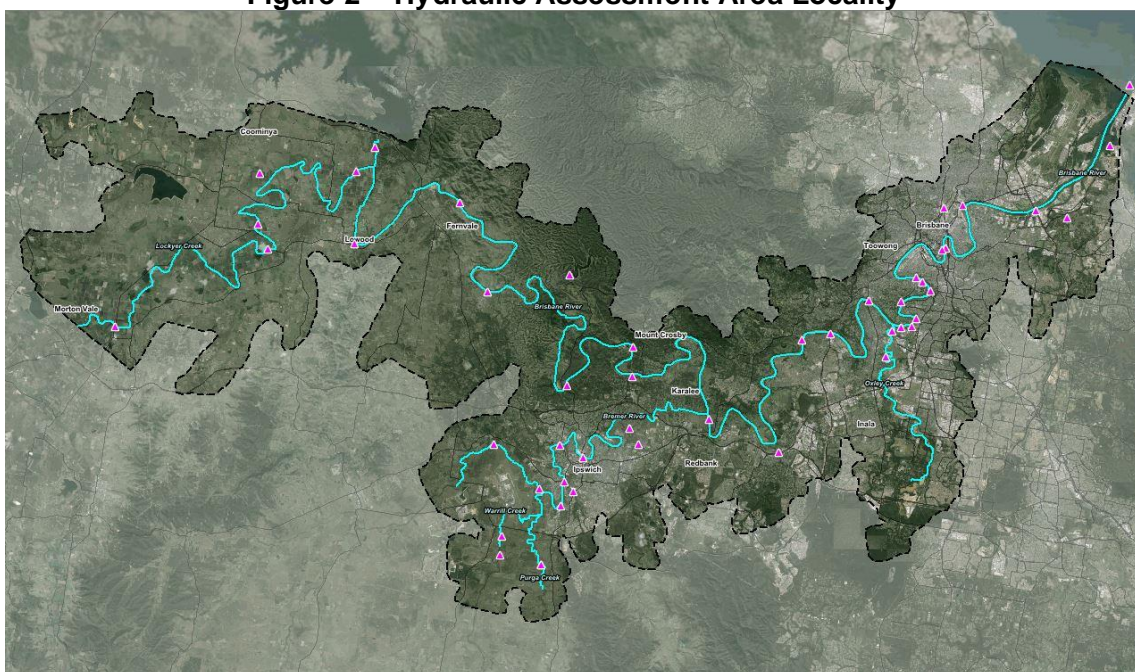 Figure 2 – Hydraulic Assessment Area Locality
Coominya
Brisbane River
Lockyer Creek
Lowood
Fernvale
Toowong
Brisbane
Morton Vale
Brisbane River
Mount Crosby
Karalee
Oxley Creek
Bremer River
Inala
Ipswich
Redbank
Warrill Creek
Purga Creek